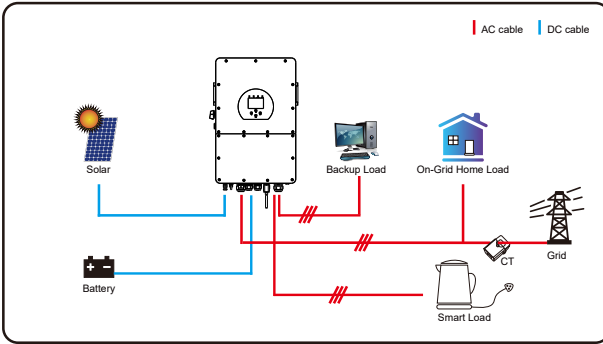 AC cable
DC cable
Solar
Backup Load
On-Grid Home Load
CT
Grid
Battery
Smart Load